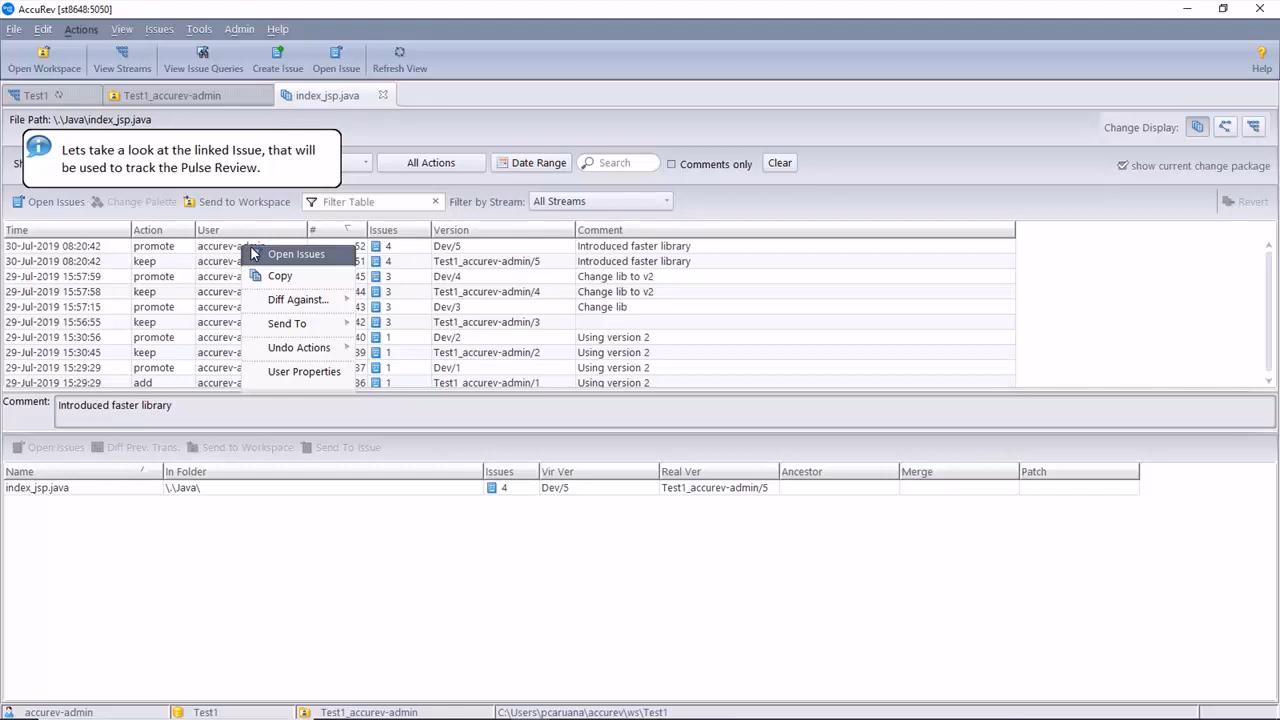 AccuRev [st8648:5050]
File Edit Actions View Issues Tools Admin Help
Open Workspace View Streams View Issue Queries Create Issue Open Issue Refresh View Help
Test1 Test1_accurev-admin index_jsp.java
File Path: \.\Java\index_jsp.java
Change Display:
Lets take a look at the linked Issue, that will
be used to track the Pulse Review.
All Actions Date Range Search Comments only Clear show current change package
Open Issues Change Palette Send to Workspace Filter Table Filter by Stream: All Streams Revert
Time Action User # Issues Version Comment
30-Jul-2019 08:20:42 promote accurev-admin 52 4 Dev/5 Introduced faster library
30-Jul-2019 08:20:42 keep accurev-a 51 4 Test1_accurev-admin/5 Introduced faster library
29-Jul-2019 15:57:59 promote accurev-a 45 3 Dev/4 Change lib to v2
29-Jul-2019 15:57:58 keep accurev-a 44 3 Test1_accurev-admin/4 Change lib to v2
29-Jul-2019 15:57:15 promote accurev-a 43 3 Dev/3 Change lib
29-Jul-2019 15:56:55 keep accurev-a 42 3 Test1_accurev-admin/3
29-Jul-2019 15:30:56 promote accurev-a 40 1 Dev/2 Using version 2
29-Jul-2019 15:30:45 keep accurev-a 39 1 Test1_accurev-admin/2 Using version 2
29-Jul-2019 15:29:29 promote accurev-a 37 1 Dev/1 Using version 2
29-Jul-2019 15:29:29 add accurev-a 36 1 Test1_accurev-admin/1 Using version 2
Open Issues
Copy
Diff Against...
Send To
Undo Actions
User Properties
Comment: Introduced faster library
Open Issues Diff Prev. Trans. Send to Workspace Send To Issue
Name In Folder Issues Vir Ver Real Ver Ancestor Merge Patch
index_jsp.java \.\Java\ 4 Dev/5 Test1_accurev-admin/5
accurev-admin Test1 Test1_accurev-admin C:\Users\pcaruana\accurev\ws\Test1